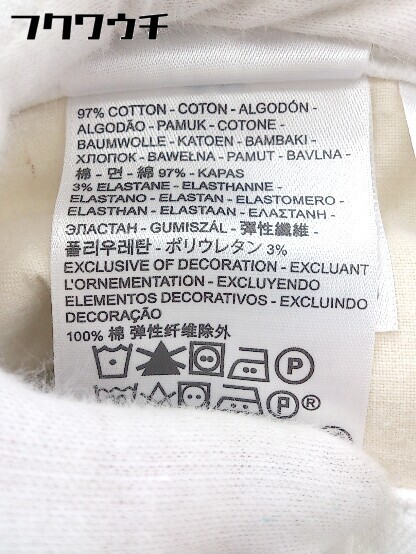 フクワウチ
97% COTTON - COTON - ALGODÓN -
ALGODÃO - PAMUK - COTONE -
BAUMWOLLE - KATOEN - BAMBAKI -
ХЛОПОК - BAWEŁNA - PAMUT - BAVLNA -
棉 - 면 - 綿 97% - KAPAS
3% ELASTANE - ELASTHANNE -
ELASTANO - ELASTAN - ELASTOMERO -
ELASTHAN - ELASTAAN - ΕΛΑΣΤΑΝΗ -
ЭЛАСТАН - GUMISZÁL - 彈性纖維 -
폴리우레탄 - ポリウレタン 3%
EXCLUSIVE OF DECORATION - EXCLUANT
L'ORNEMENTATION - EXCLUYENDO
ELEMENTOS DECORATIVOS - EXCLUINDO
DECORAÇÃO
100% 棉 弹性纤维除外
P
P®